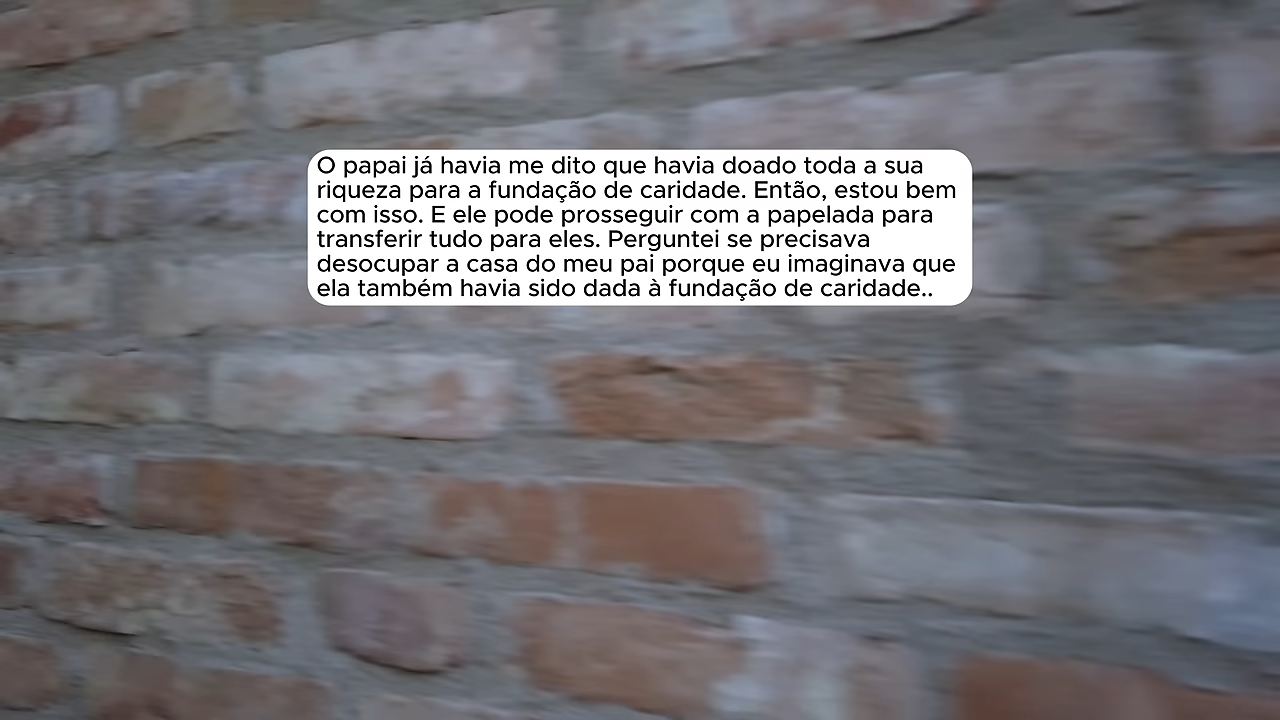 O papai já havia me dito que havia doado toda a sua
riqueza para a fundação de caridade. Então, estou bem
com isso. E ele pode prosseguir com a papelada para
transferir tudo para eles. Perguntei se precisava
desocupar a casa do meu pai porque eu imaginava que
ela também havia sido dada à fundação de caridade..